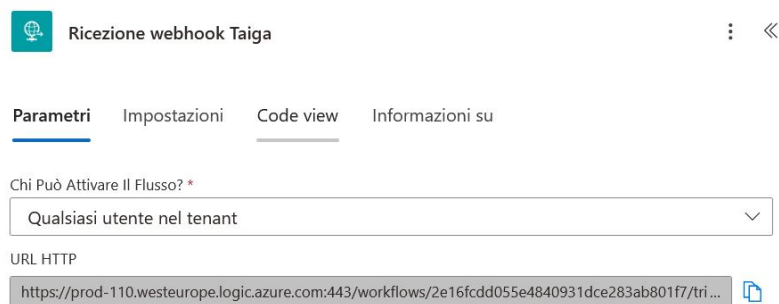 Ricezione webhook Taiga
Parametri Impostazioni Code view Informazioni su
Chi Può Attivare Il Flusso? *
Qualsiasi utente nel tenant
URL HTTP
https://prod-110.westeurope.logic.azure.com:443/workflows/2e16fcdd055e4840931dce283ab801f7/tri ...